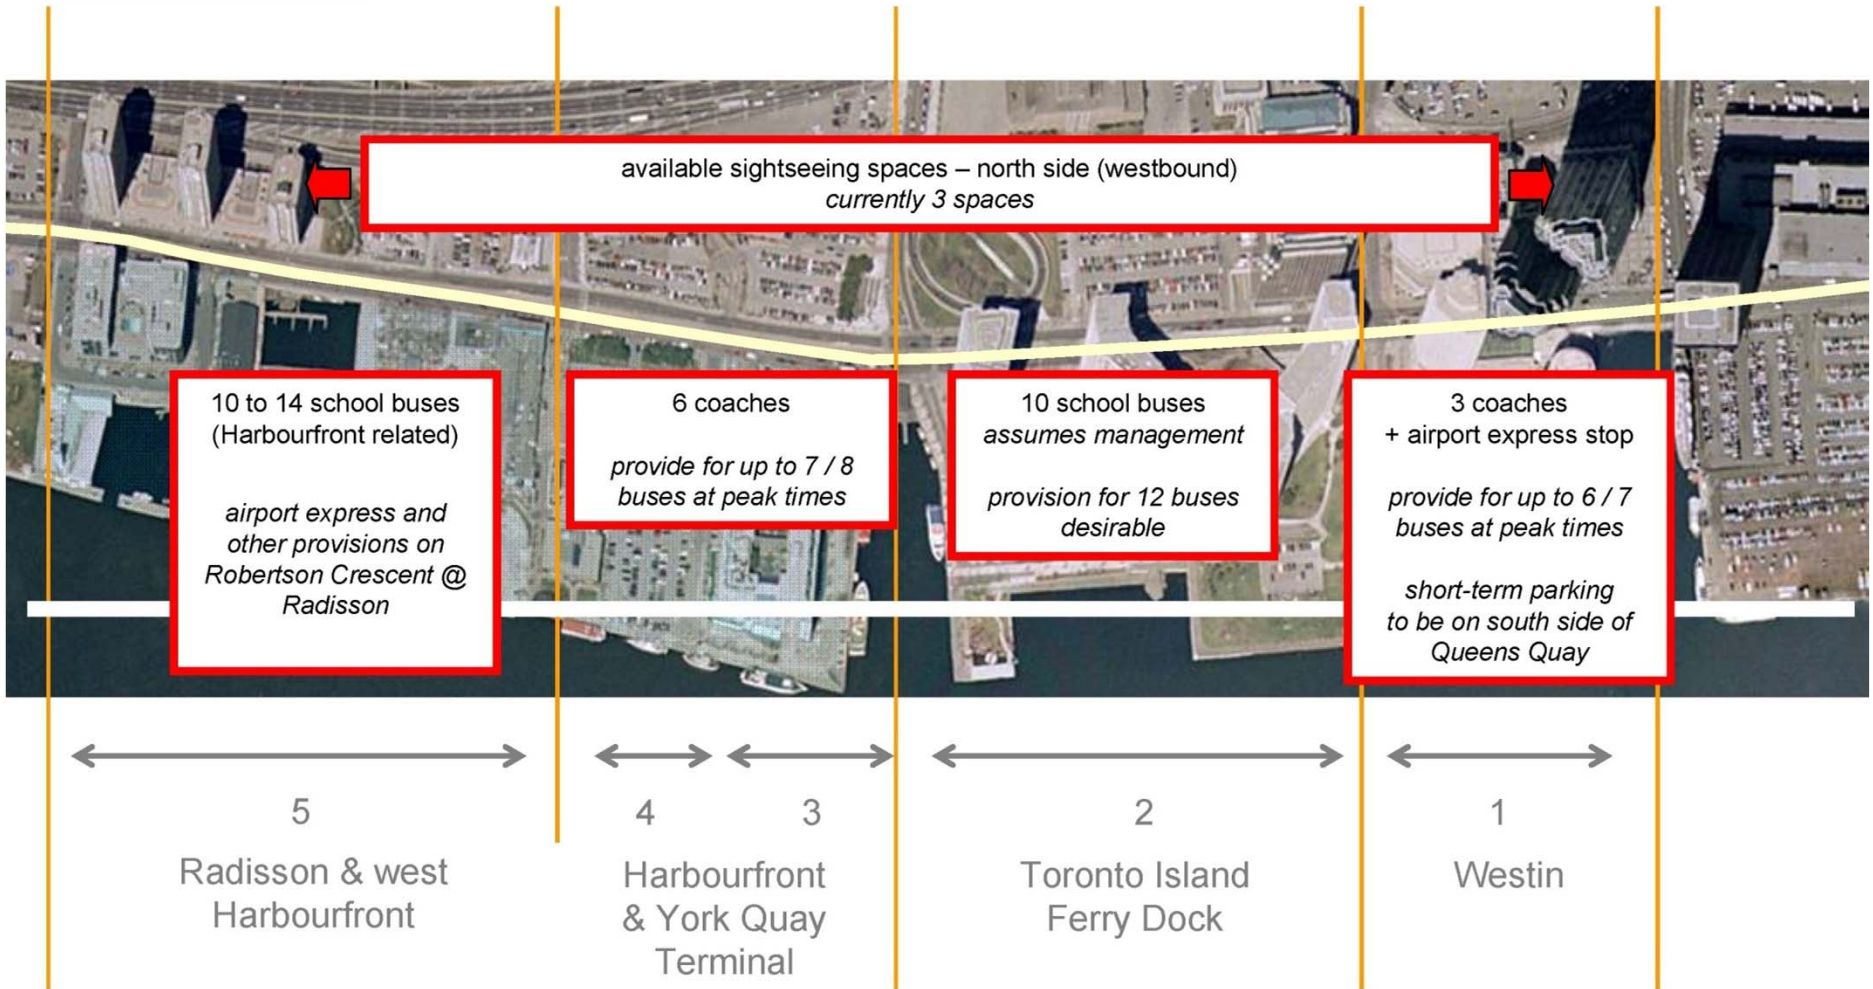 available sightseeing spaces – north side (westbound)
currently 3 spaces
10 to 14 school buses
(Harbourfront related)
airport express and
other provisions on
Robertson Crescent @
Radisson
6 coaches
provide for up to 7 / 8
buses at peak times
10 school buses
assumes management
provision for 12 buses
desirable
3 coaches
+ airport express stop
provide for up to 6 / 7
buses at peak times
short-term parking
to be on south side of
Queens Quay
5
Radisson & west
Harbourfront
4
3
Harbourfront
& York Quay
Terminal
2
Toronto Island
Ferry Dock
1
Westin